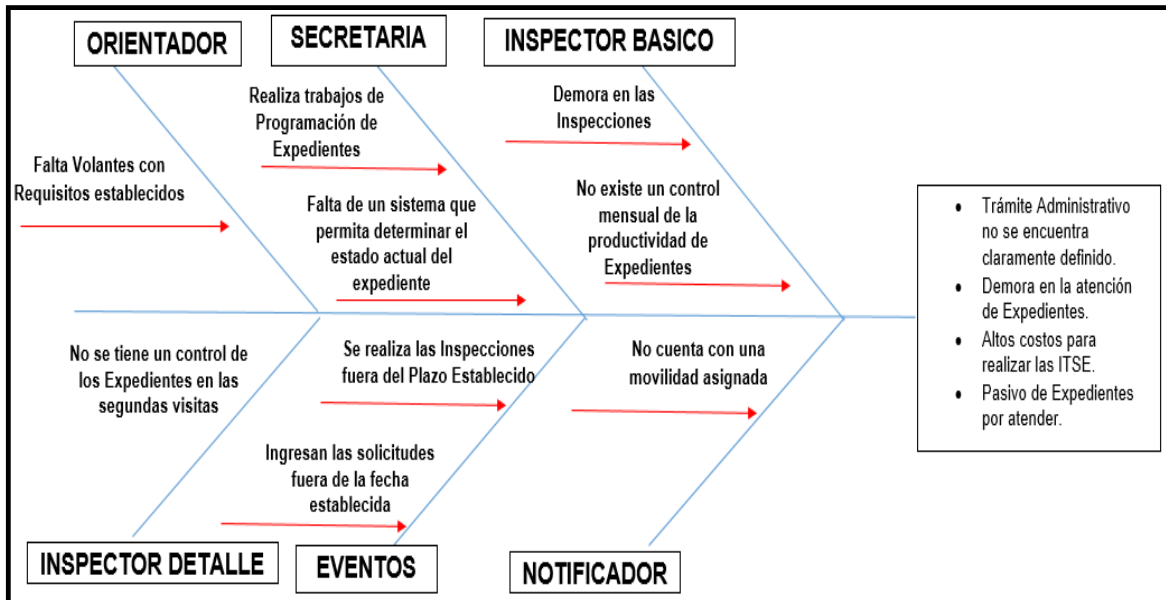 ORIENTADOR
SECRETARIA
INSPECTOR BASICO
Realiza trabajos de
Programación de
Expedientes
Demora en las
Inspecciones
Falta Volantes con
Requisitos establecidos
Falta de un sistema que
permita determinar el
estado actual del
expediente
No existe un control
mensual de la
productividad de
Expedientes
• Trámite Administrativo
no se encuentra
claramente definido.
• Demora en la atención
de Expedientes.
• Altos costos para
realizar las ITSE.
• Pasivo de Expedientes
por atender.
No se tiene un control de
los Expedientes en las
segundas visitas
Se realiza las Inspecciones
fuera del Plazo Establecido
No cuenta con una
movilidad asignada
Ingresan las solicitudes
fuera de la fecha
establecida
INSPECTOR DETALLE
EVENTOS
NOTIFICADOR